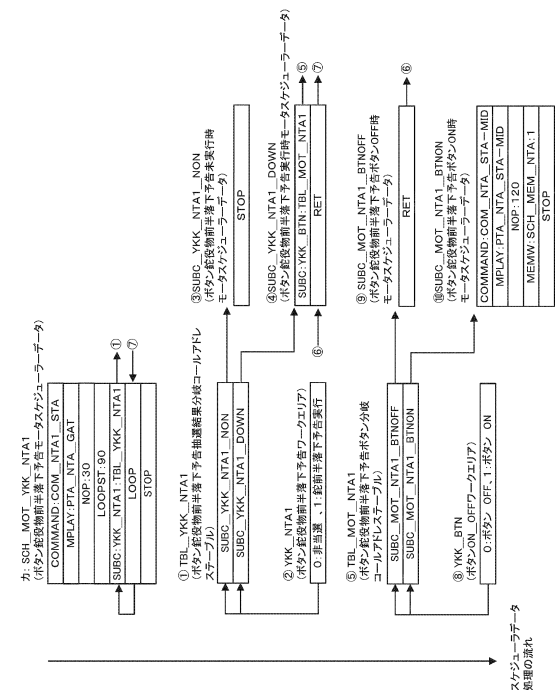 カ: SCH_MOT_YKK_NTA1
(ボタン鉈役物前半落下予告モータスケジューラーデータ)
COMMAND:COM_NTA1_STA
MPLAY:PTA_NTA_GAT
NOP:30
LOOPST:90
SUBC:YKK_NTA1:TBL_YKK_NTA1
LOOP
STOP
①
⑦
① TBL_YKK_NTA1
(ボタン鉈役物前半落下予告抽選結果分岐コールアドレ
ステーブル)
SUBC_YKK_NTA1_NON
SUBC_YKK_NTA1_DOWN
② YKK_NTA1
(ボタン鉈役物前半落下予告ワークエリア)
0:非当選 、1:鉈前半落下予告実行
③SUBC_YKK_NTA1_NON
(ボタン鉈役物前半落下予告未実行時
モータスケジューラーデータ)
STOP
④SUBC_YKK_NTA1_DOWN
(ボタン鉈役物前半落下予告実行時モータスケジューラーデータ)
SUBC:YKK_BTN:TBL_MOT_NTA1
RET
⑤
⑦
⑥
⑤ TBL_MOT_NTA1
(ボタン鉈役物前半落下予告ボタン分岐
コールアドレステーブル)
SUBC_MOT_NTA1_BTNOFF
SUBC_MOT_NTA1_BTNON
⑧ YKK_BTN
(ボタンON_OFFワークエリア)
0:ボタン OFF、1:ボタン ON
⑨ SUBC_MOT_NTA1_BTNOFF
(ボタン鉈役物前半落下予告ボタンOFF時
モータスケジューラーデータ)
RET
⑥
⑩SUBC_MOT_NTA1_BTNON
(ボタン鉈役物前半落下予告ボタンON時
モータスケジューラーデータ)
COMMAND:COM_NTA_STA-MID
MPLAY:PTA_NTA_STA-MID
NOP:120
MEMW:SCH_MEM_NTA:1
STOP
スケジューラデータ
処理の流れ